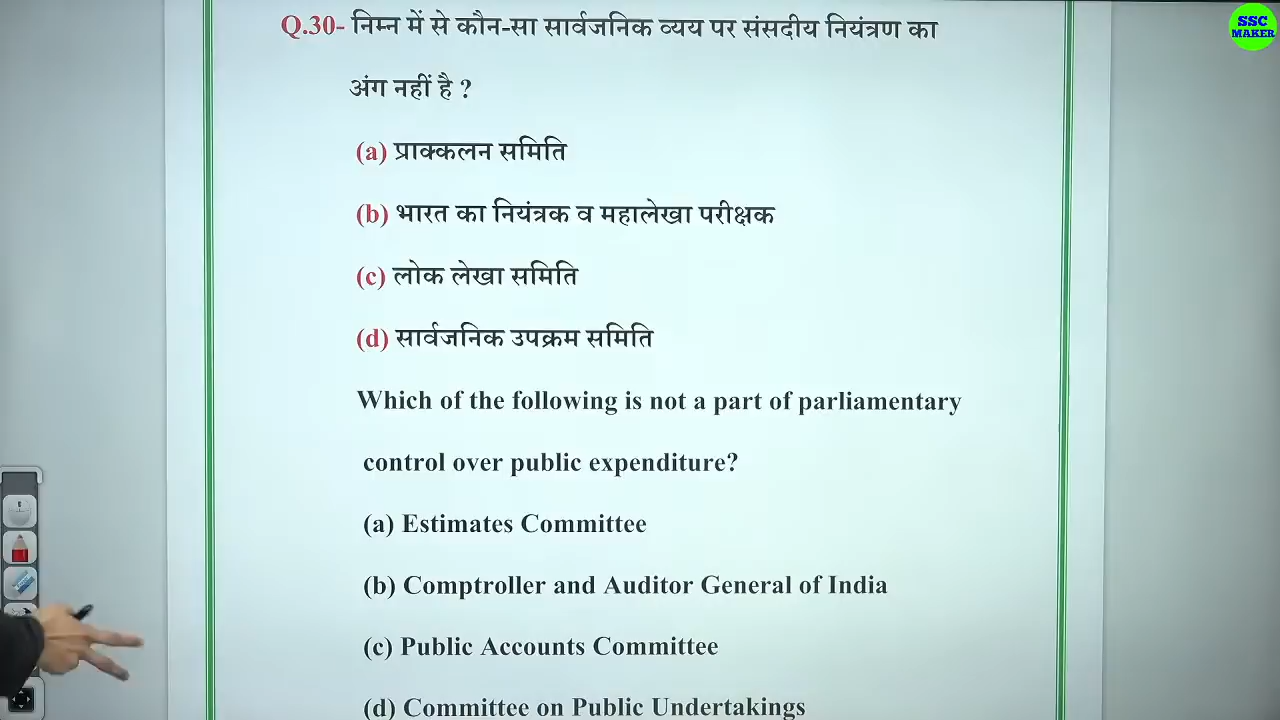 Q.30- निम्न में से कौन-सा सार्वजनिक व्यय पर संसदीय नियंत्रण का
अंग नहीं है ?
(a) प्राक्कलन समिति
(b) भारत का नियंत्रक व महालेखा परीक्षक
(c) लोक लेखा समिति
(d) सार्वजनिक उपक्रम समिति
Which of the following is not a part of parliamentary
control over public expenditure?
(a) Estimates Committee
(b) Comptroller and Auditor General of India
(c) Public Accounts Committee
(d) Committee on Public Undertakings
SSC
MAKER